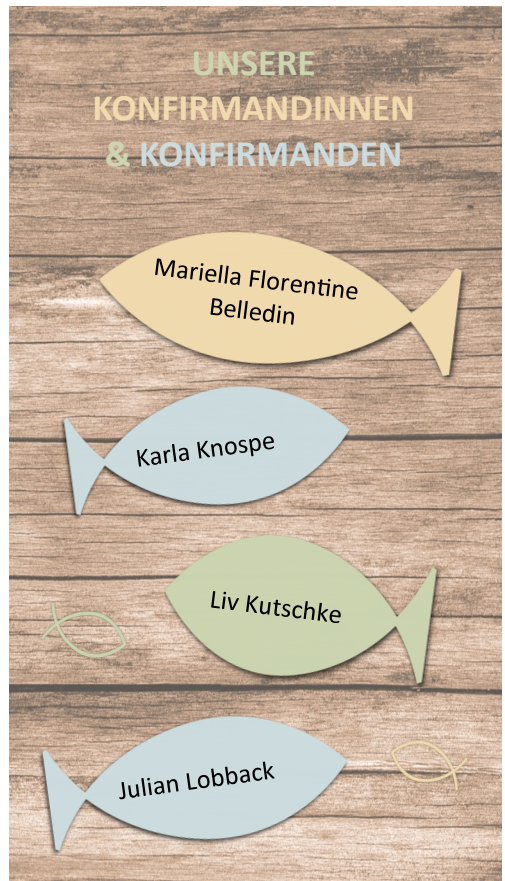 UNSERE
KONFIRMANDINNEN
& KONFIRMANDEN
Mariella Florentine
Belledin
Karla Knospe
Liv Kutschke
Julian Lobback